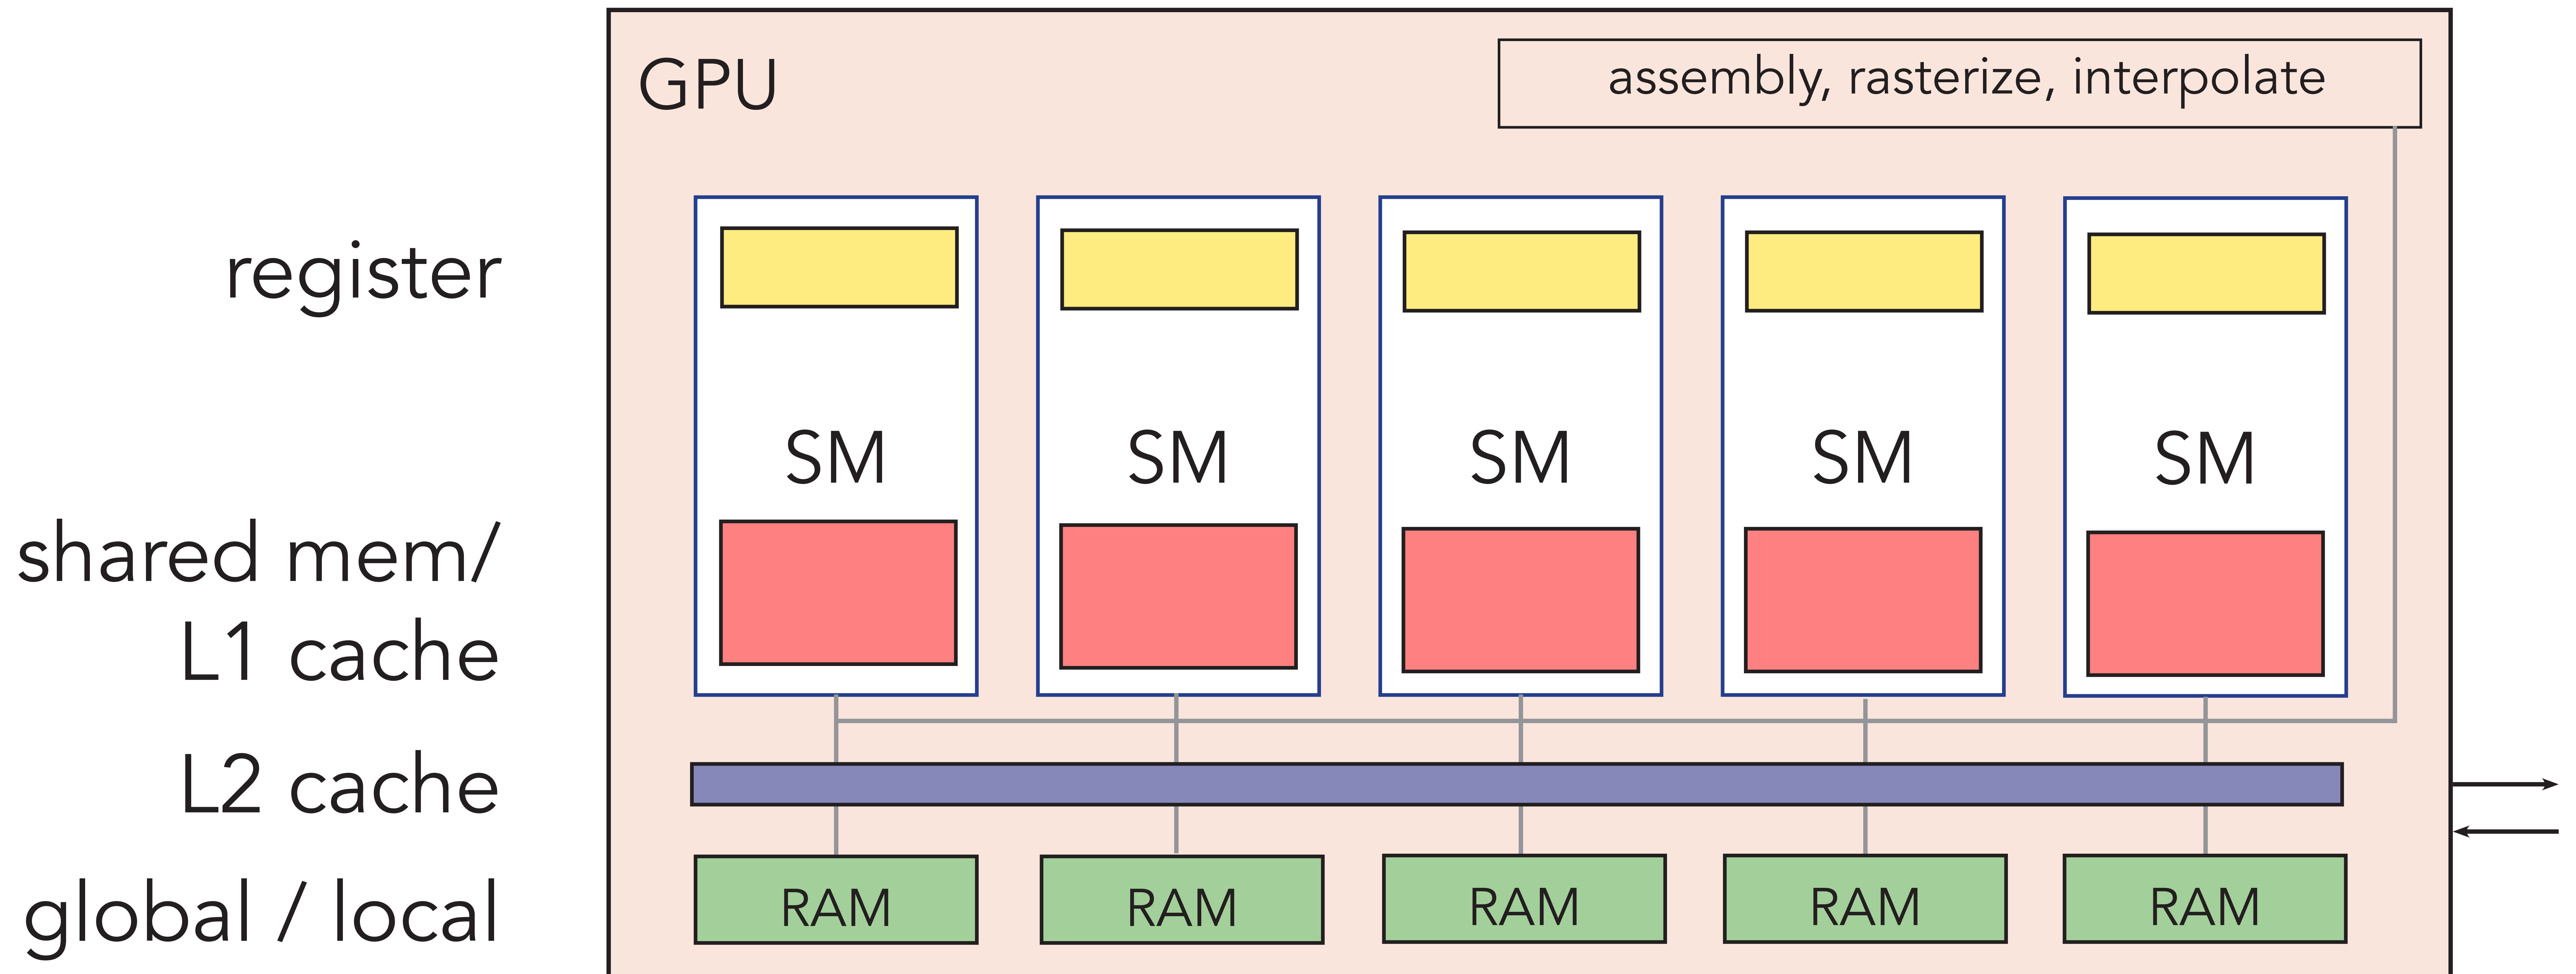 GPU
assembly, rasterize, interpolate
register
SM
SM
SM
SM
SM
shared mem/
L1 cache
L2 cache
global / local
RAM
RAM
RAM
RAM
RAM